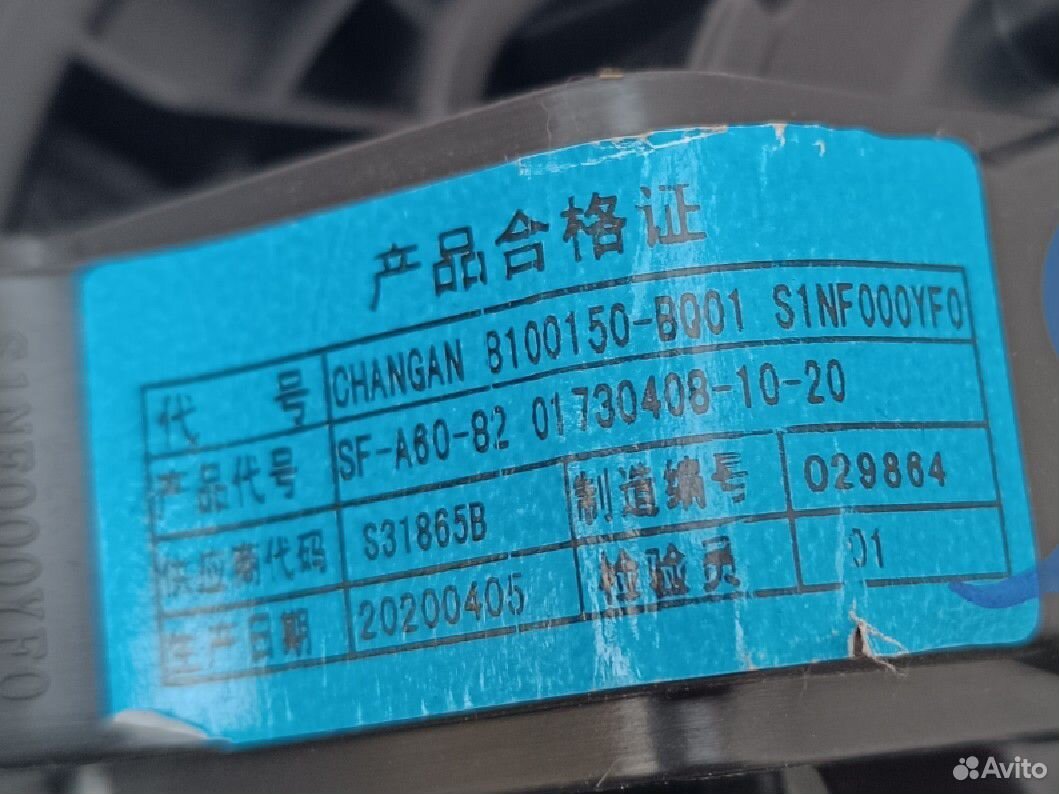 产品合格证
代 号 CHANGAN 8100150-BQ01 S1NF000YF0
产品代号 SF-A60-82 01730408-10-20
供应商代码 S31865B 制造编号 029864
生产日期 20200405 检验员 01
S1NF000YF0
Avito